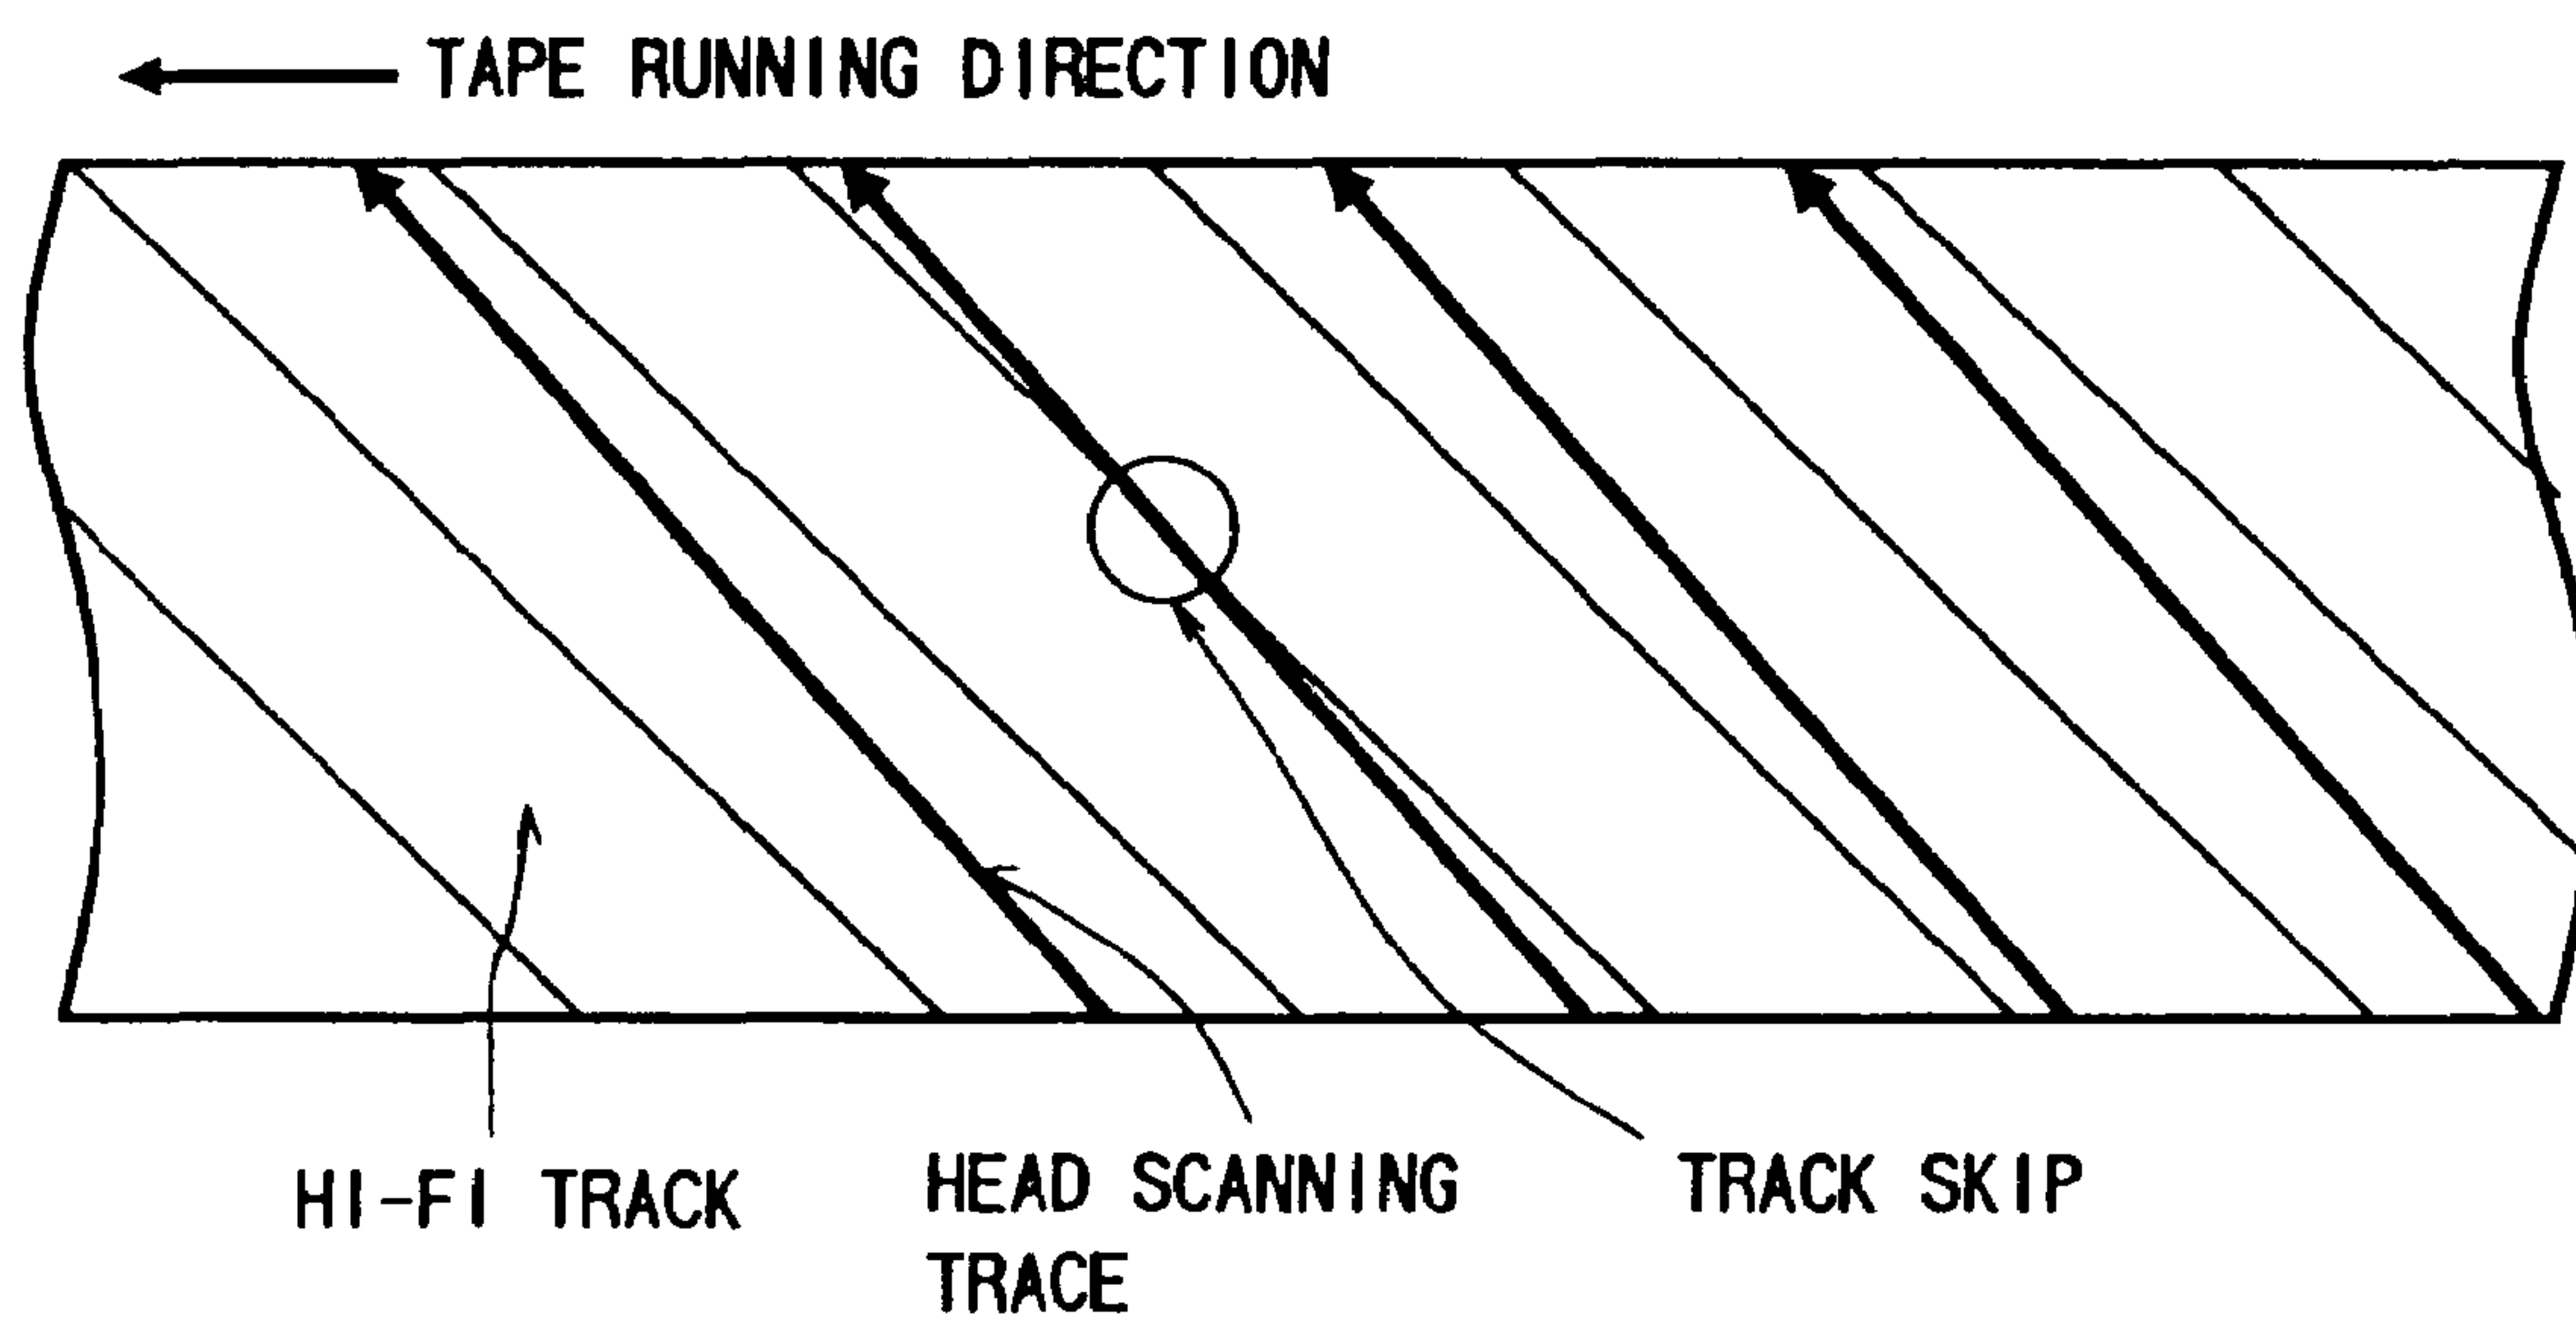 TAPE RUNNING DIRECTION
HI-FI TRACK
HEAD SCANNING
TRACE
TRACK SKIP